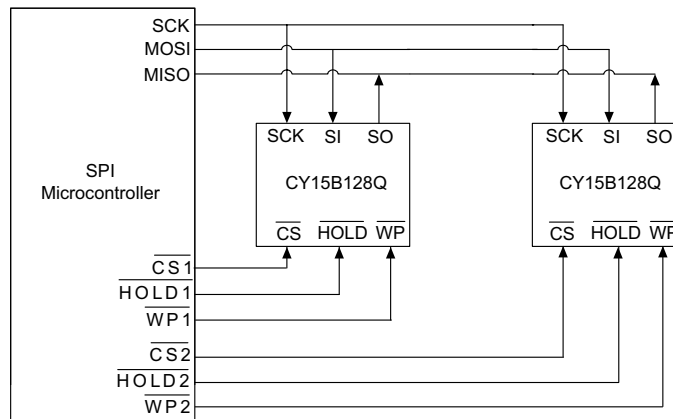 SCK
MOSI
MISO
SCK SI SO
SCK SI SO
SPI
Microcontroller
CY15B128Q
CY15B128Q
CS HOLD WP
CS HOLD WP
CS1
HOLD1
WP1
CS2
HOLD2
WP2